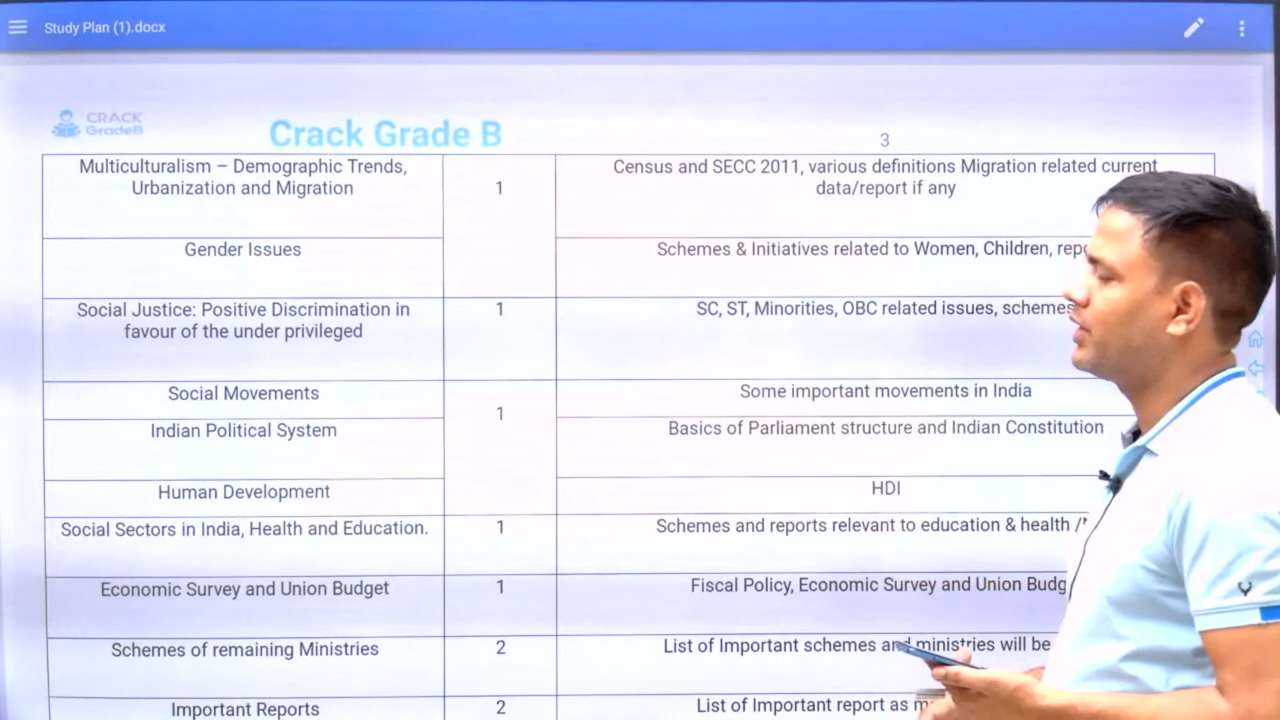 Study Plan (1).docx
CRACK
GradeB
Crack Grade B
3
Multiculturalism – Demographic Trends,
Urbanization and Migration
1
Census and SECC 2011, various definitions Migration related current
data/report if any
Gender Issues
Schemes & Initiatives related to Women, Children,
Social Justice: Positive Discrimination in
favour of the under privileged
1
SC, ST, Minorities, OBC related issues, schemes
Social Movements
1
Some important movements in India
Indian Political System
Basics of Parliament structure and Indian Constitution
Human Development
HDI
Social Sectors in India, Health and Education.
1
Schemes and reports relevant to education & health /
Economic Survey and Union Budget
1
Fiscal Policy, Economic Survey and Union
Schemes of remaining Ministries
2
List of Important schemes and ministries will be
Important Reports
2
List of Important report as